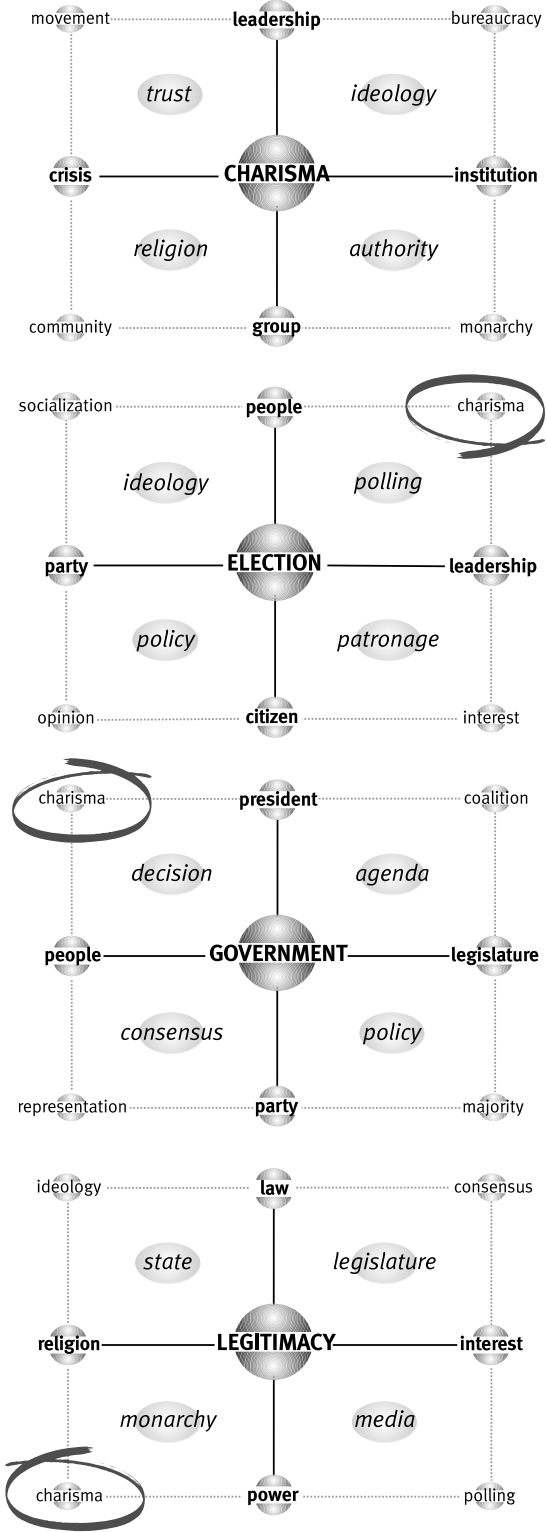 movement leadership bureaucracy
trust ideology
crisis CHARISMA institution
religion authority
community group monarchy
socialization people charisma
ideology polling
party ELECTION leadership
policy patronage
opinion citizen interest
charisma president coalition
decision agenda
people GOVERNMENT legislature
consensus policy
representation party majority
ideology law consensus
state legislature
religion LEGITIMACY interest
monarchy media
charisma power polling